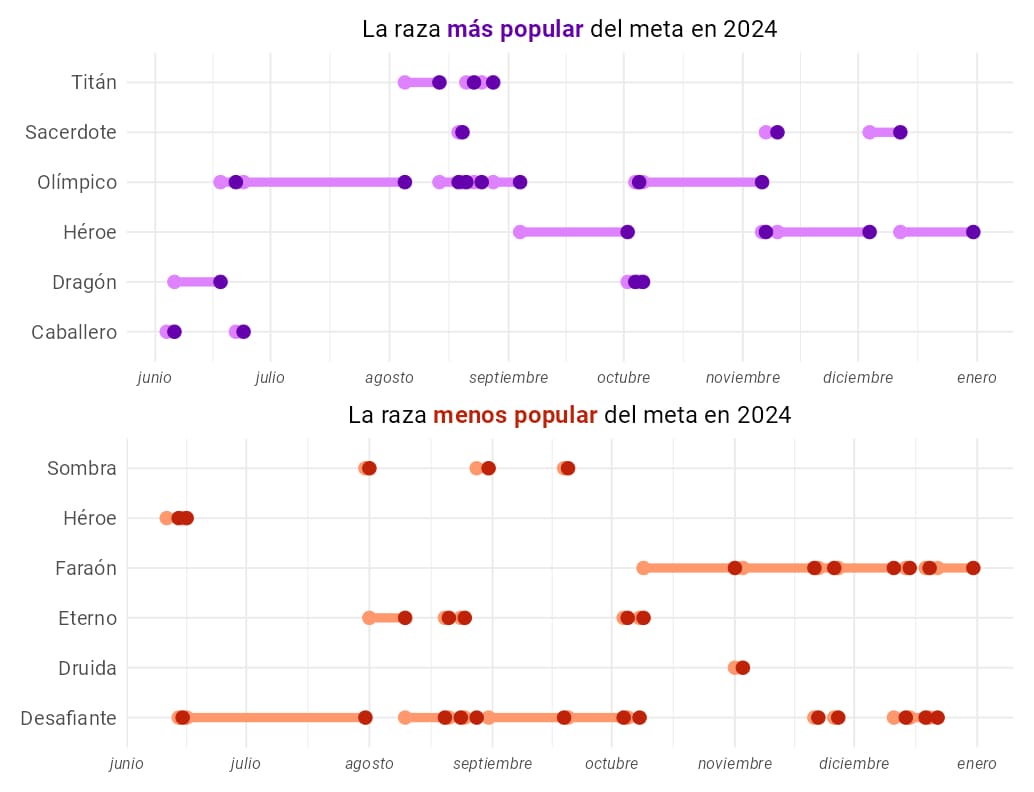 La raza más popular del meta en 2024
Titán
Sacerdote
Olímpico
Héroe
Dragón
Caballero
junio julio agosto septiembre octubre noviembre diciembre enero
La raza menos popular del meta en 2024
Sombra
Héroe
Faraón
Eterno
Druida
Desafiante
junio julio agosto septiembre octubre noviembre diciembre enero